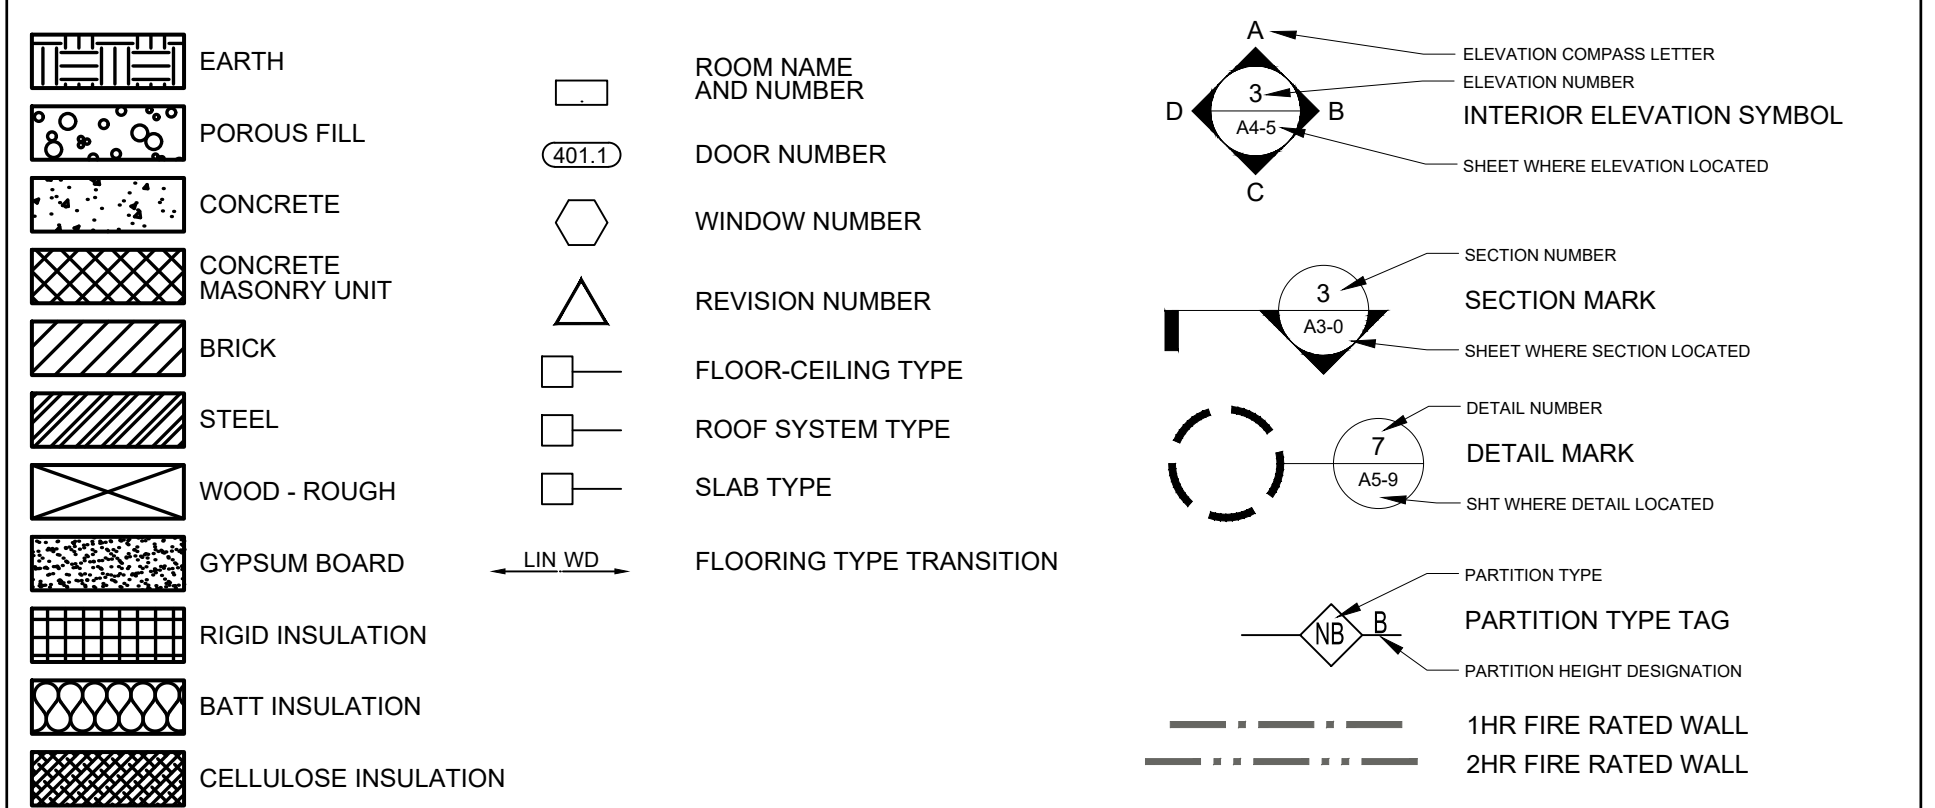 EARTH
POROUS FILL
CONCRETE
CONCRETE
MASONRY UNIT
BRICK
STEEL
WOOD - ROUGH
GYPSUM BOARD
RIGID INSULATION
BATT INSULATION
CELLULOSE INSULATION
ROOM NAME
AND NUMBER
401.1
DOOR NUMBER
WINDOW NUMBER
REVISION NUMBER
FLOOR-CEILING TYPE
ROOF SYSTEM TYPE
SLAB TYPE
LIN WD
FLOORING TYPE TRANSITION
A
ELEVATION COMPASS LETTER
3
ELEVATION NUMBER
D
B
INTERIOR ELEVATION SYMBOL
A4-5
SHEET WHERE ELEVATION LOCATED
C
SECTION NUMBER
3
SECTION MARK
A3-0
SHEET WHERE SECTION LOCATED
DETAIL NUMBER
7
DETAIL MARK
A5-9
SHT WHERE DETAIL LOCATED
PARTITION TYPE
NB
B
PARTITION TYPE TAG
PARTITION HEIGHT DESIGNATION
1HR FIRE RATED WALL
2HR FIRE RATED WALL